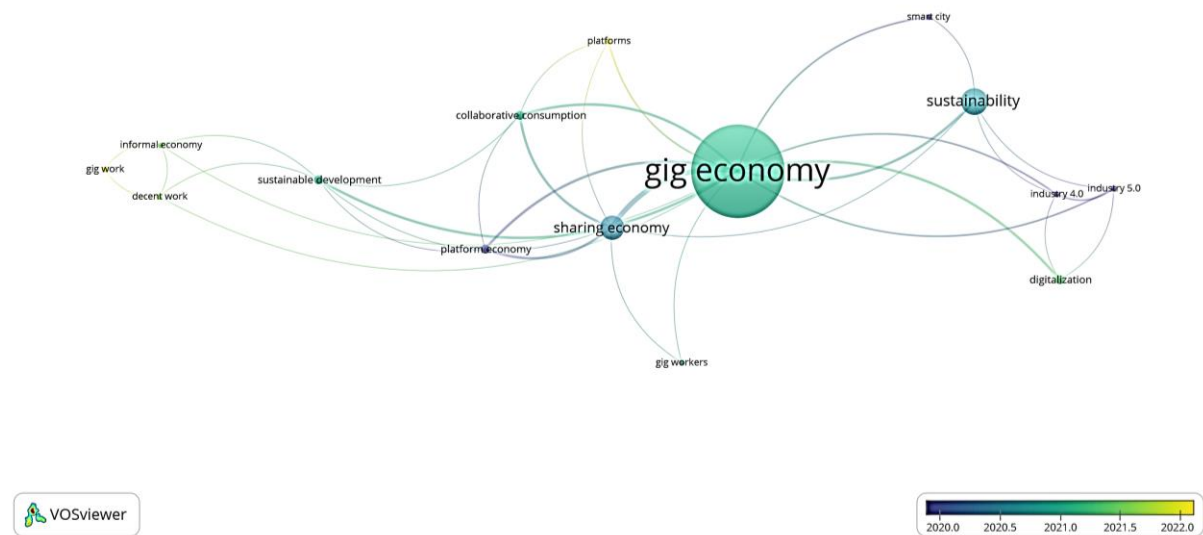 smart city
platforms
sustainability
collaborative consumption
informal economy
gig work
gig economy
sustainable development
industry 5.0
industry 4.0
decent work
sharing economy
platform economy
digitalization
gig workers
VOSviewer
2020.0 2020.5 2021.0 2021.5 2022.0